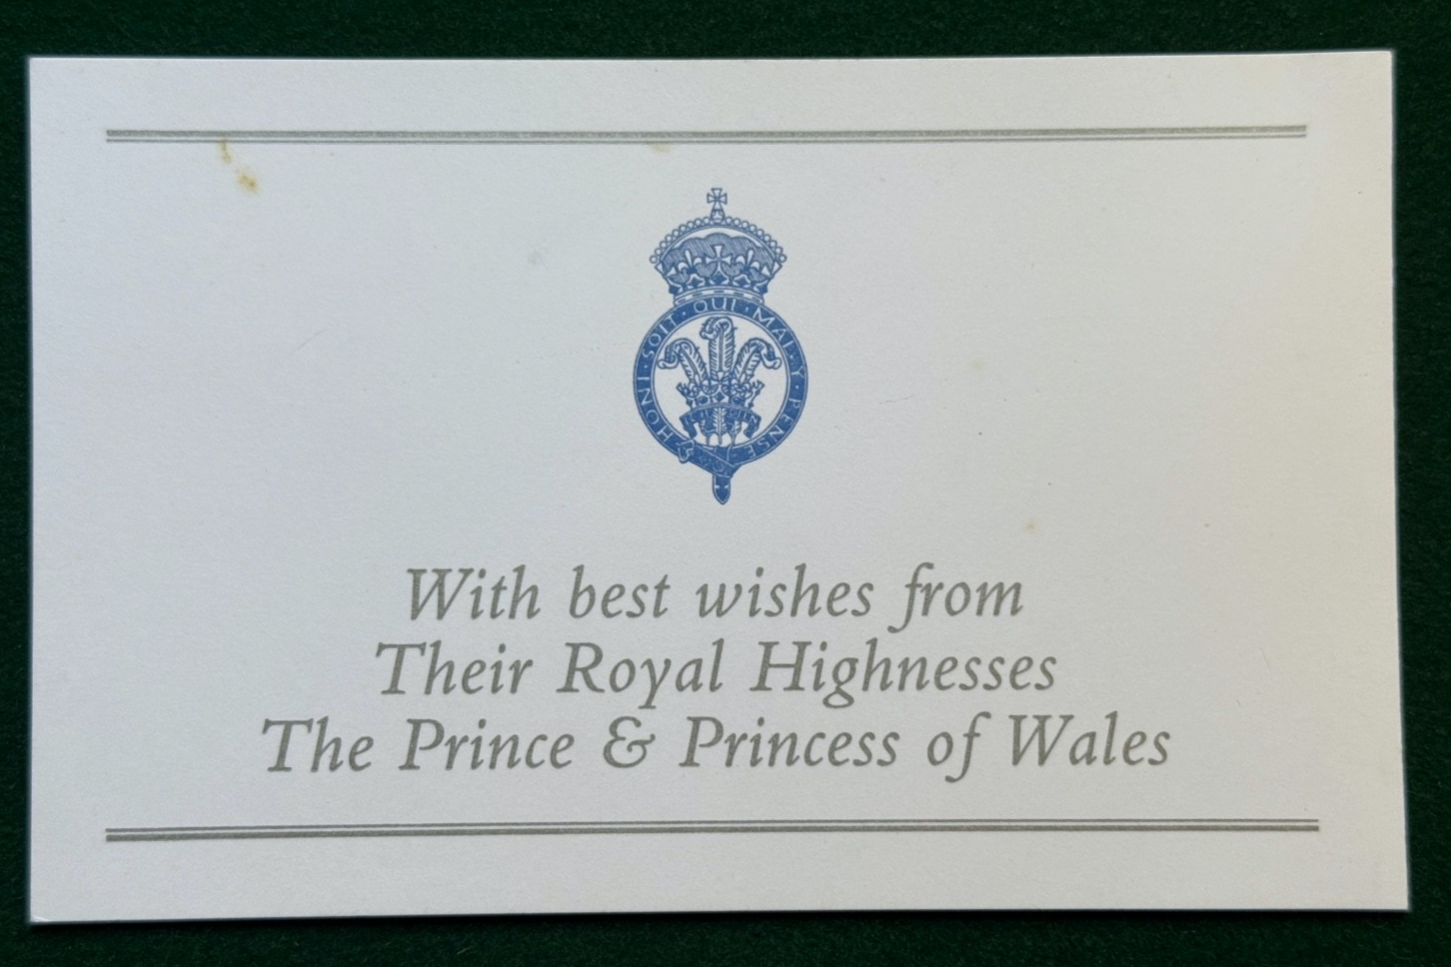 HONI · SOIT · QUI · MAL · Y · PENSE
With best wishes from
Their Royal Highnesses
The Prince & Princess of Wales